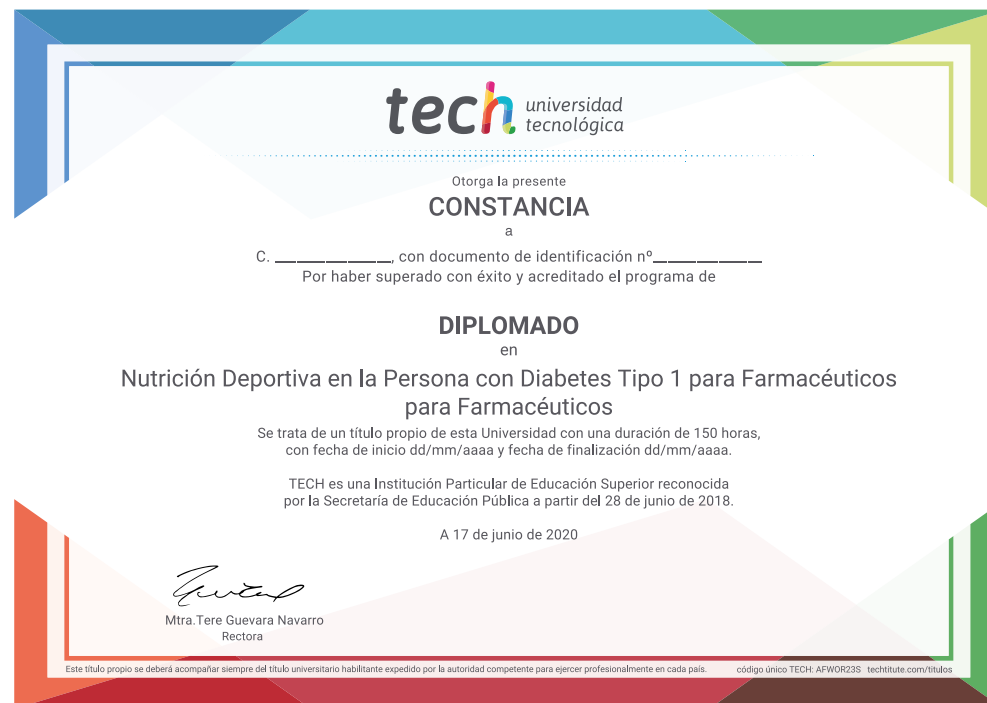 tech universidad
tecnológica
Otorga la presente
CONSTANCIA
a
C. ______________, con documento de identificación nº_____________
Por haber superado con éxito y acreditado el programa de
DIPLOMADO
en
Nutrición Deportiva en la Persona con Diabetes Tipo 1 para Farmacéuticos
para Farmacéuticos
Se trata de un título propio de esta Universidad con una duración de 150 horas,
con fecha de inicio dd/mm/aaaa y fecha de finalización dd/mm/aaaa.
TECH es una Institución Particular de Educación Superior reconocida
por la Secretaría de Educación Pública a partir del 28 de junio de 2018.
A 17 de junio de 2020
Mtra.Tere Guevara Navarro
Rectora
Este título propio se deberá acompañar siempre del título universitario habilitante expedido por la autoridad competente para ejercer profesionalmente en cada país. código único TECH: AFWOR23S techtitute.com/titulos